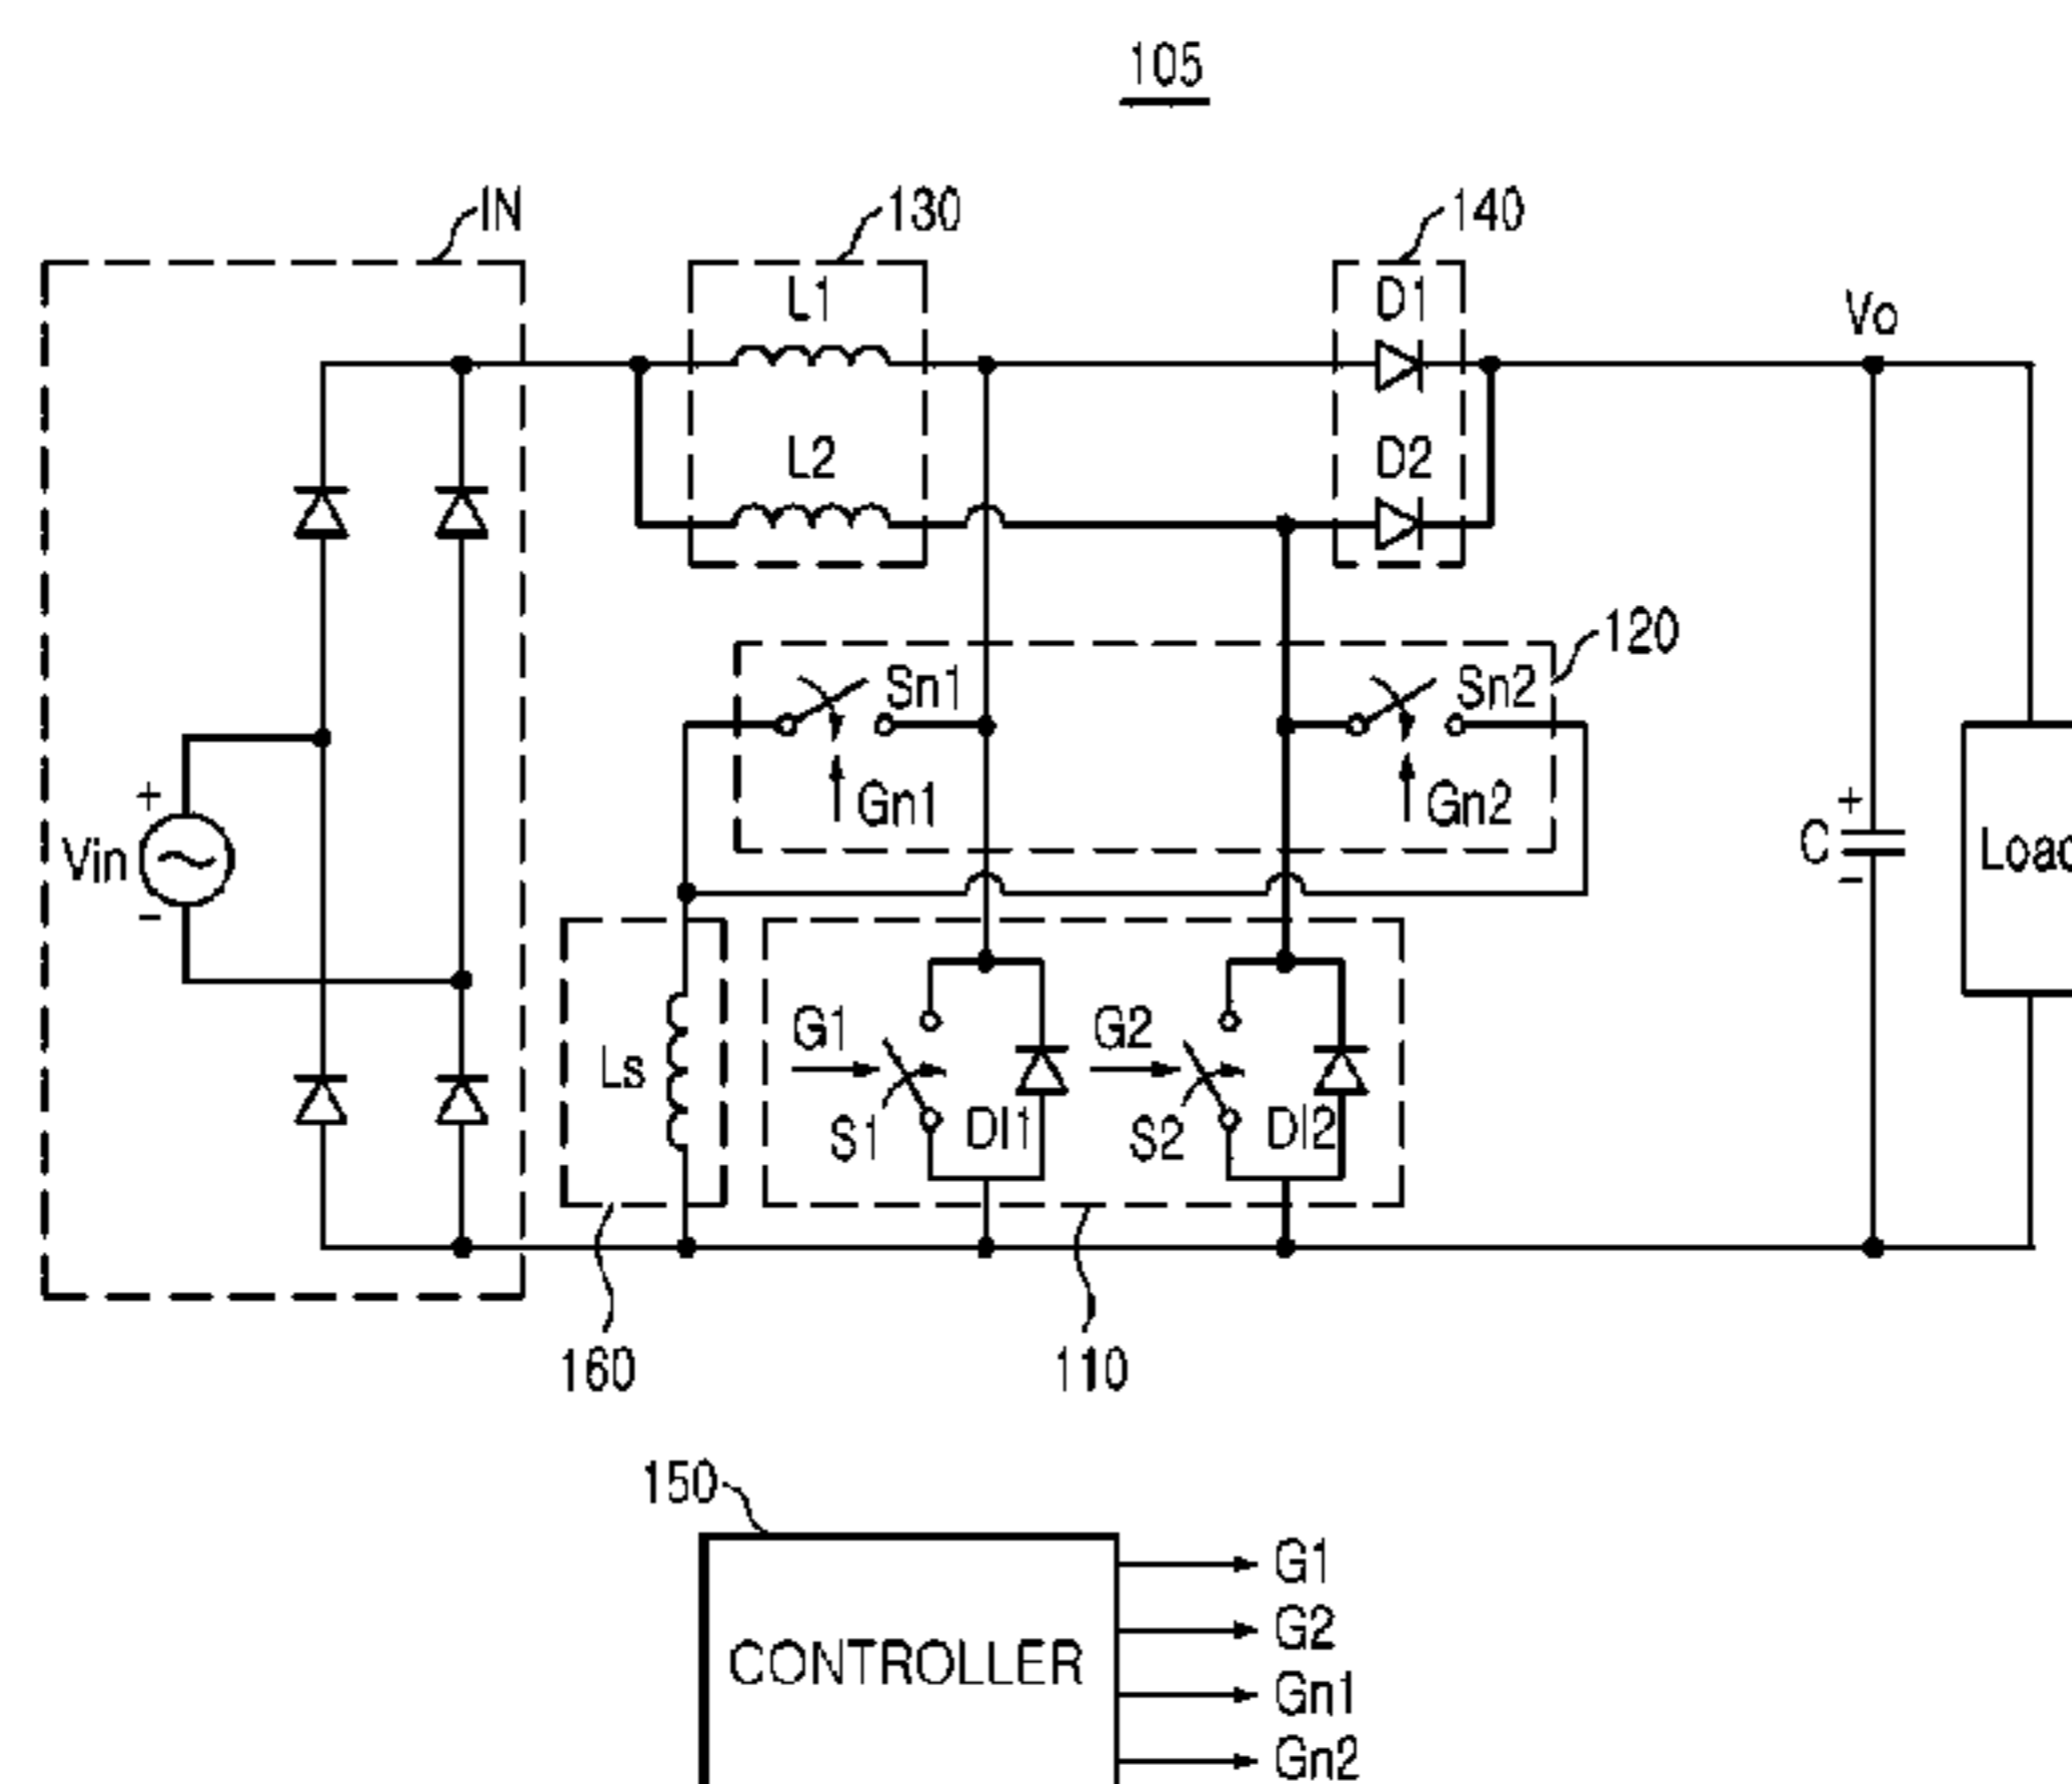 105
IN
130
140
L1
D1
Vo
L2
D2
120
Sn1
Sn2
Gn1
Gn2
+
Vin
−
+
C
−
Load
Ls
G1
G2
S1
DI1
S2
DI2
160
110
150
CONTROLLER
G1
G2
Gn1
Gn2